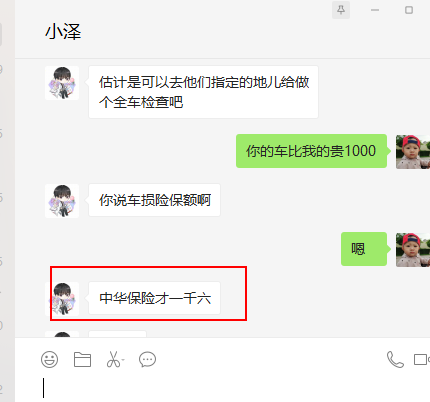 小泽
估计是可以去他们指定的地儿给做
个全车检查吧
你的车比我的贵1000
你说车损险保额啊
嗯
中华保险才一千六